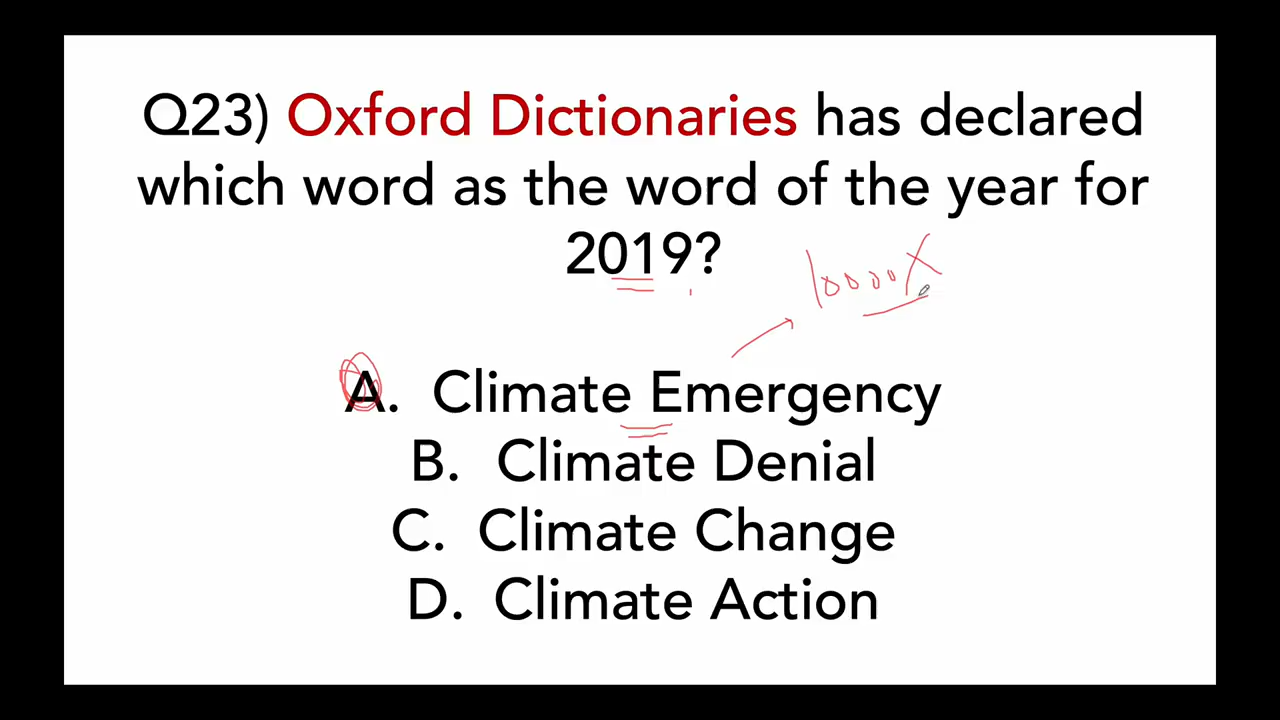 Q23) Oxford Dictionaries has declared
which word as the word of the year for
2019?
10000X
A. Climate Emergency
B. Climate Denial
C. Climate Change
D. Climate Action